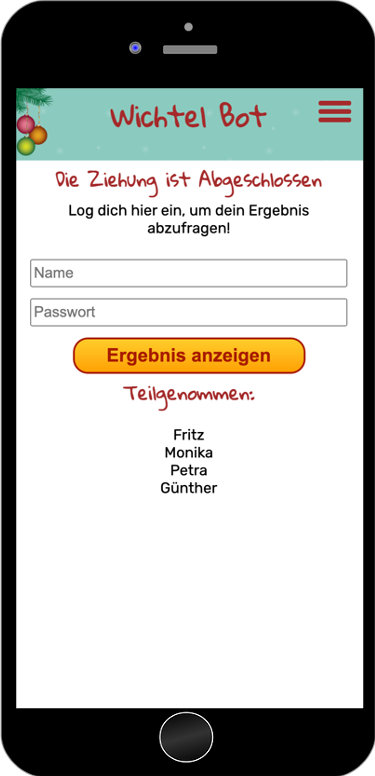 Wichtel Bot
Die Ziehung ist Abgeschlossen
Log dich hier ein, um dein Ergebnis
abzufragen!
Name
Passwort
Ergebnis anzeigen
Teilgenommen:
Fritz
Monika
Petra
Günther